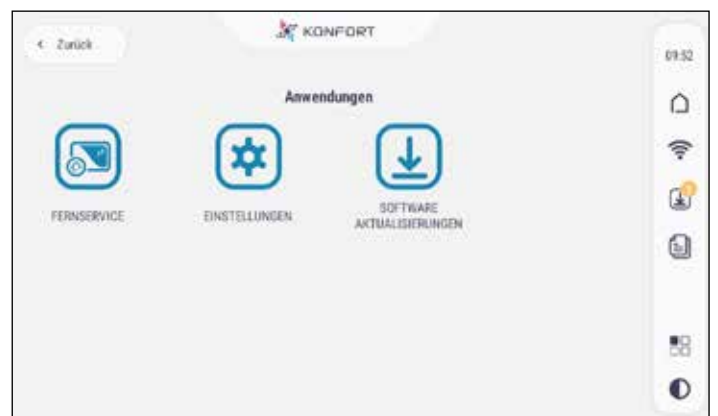 Zurück
KONFORT
09:52
Anwendungen
FERNSERVICE
EINSTELLUNGEN
SOFTWARE
AKTUALISIERUNGEN